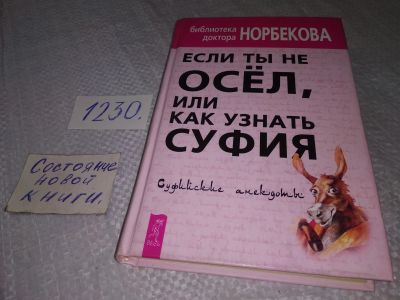 библиотека
доктора НОРБЕКОВА
ЕСЛИ ТЫ НЕ
ОСЁЛ,
ИЛИ
КАК УЗНАТЬ
СУФИЯ
Суфийские анекдоты
1230.
Состояние
новой
книги.